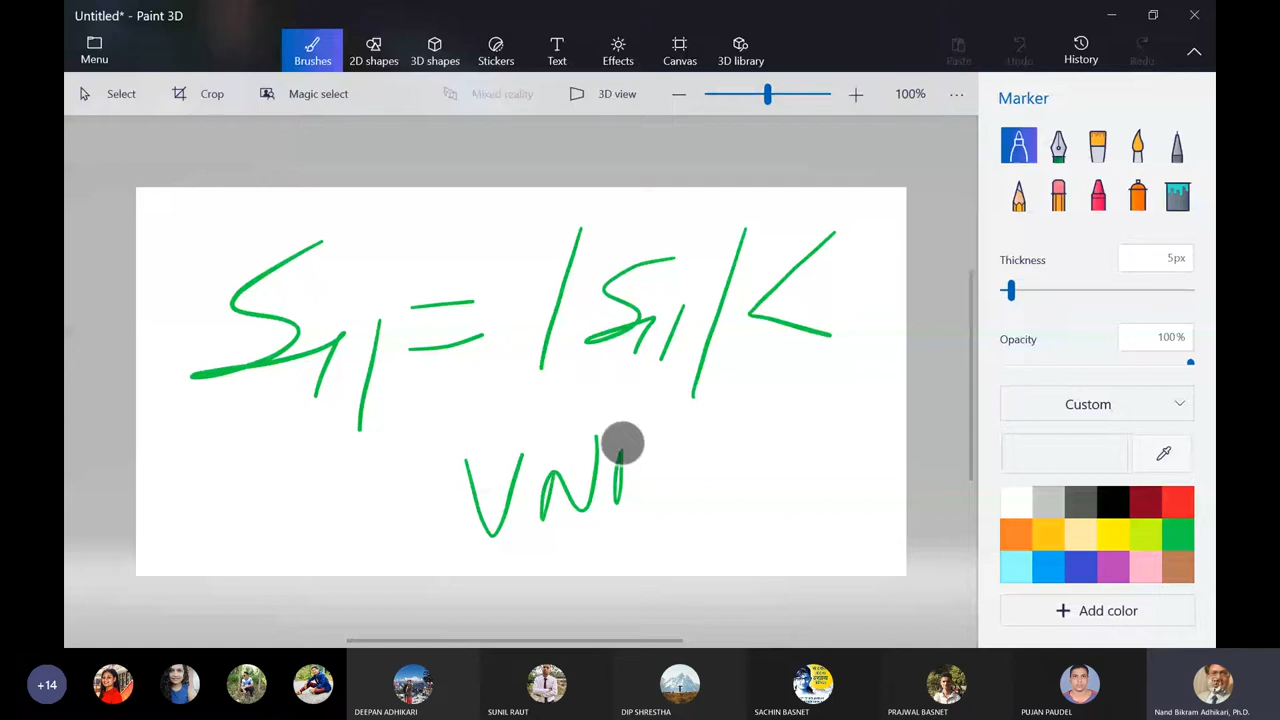 Untitled* - Paint 3D
Menu
Brushes
2D shapes
3D shapes
Stickers
Text
Effects
Canvas
3D library
Paste
Undo
History
Redo
Select
Crop
Magic select
Mixed reality
3D view
100%
Marker
Thickness
5px
Opacity
100%
Custom
Add color
S11 = |S11| <
VN
+14
DEEPAN ADHIKARI
SUNIL RAUT
DIP SHRESTHA
SACHIN BASNET
PRAJWAL BASNET
PUJAN PAUDEL
Nand Bikram Adhikari, Ph.D.